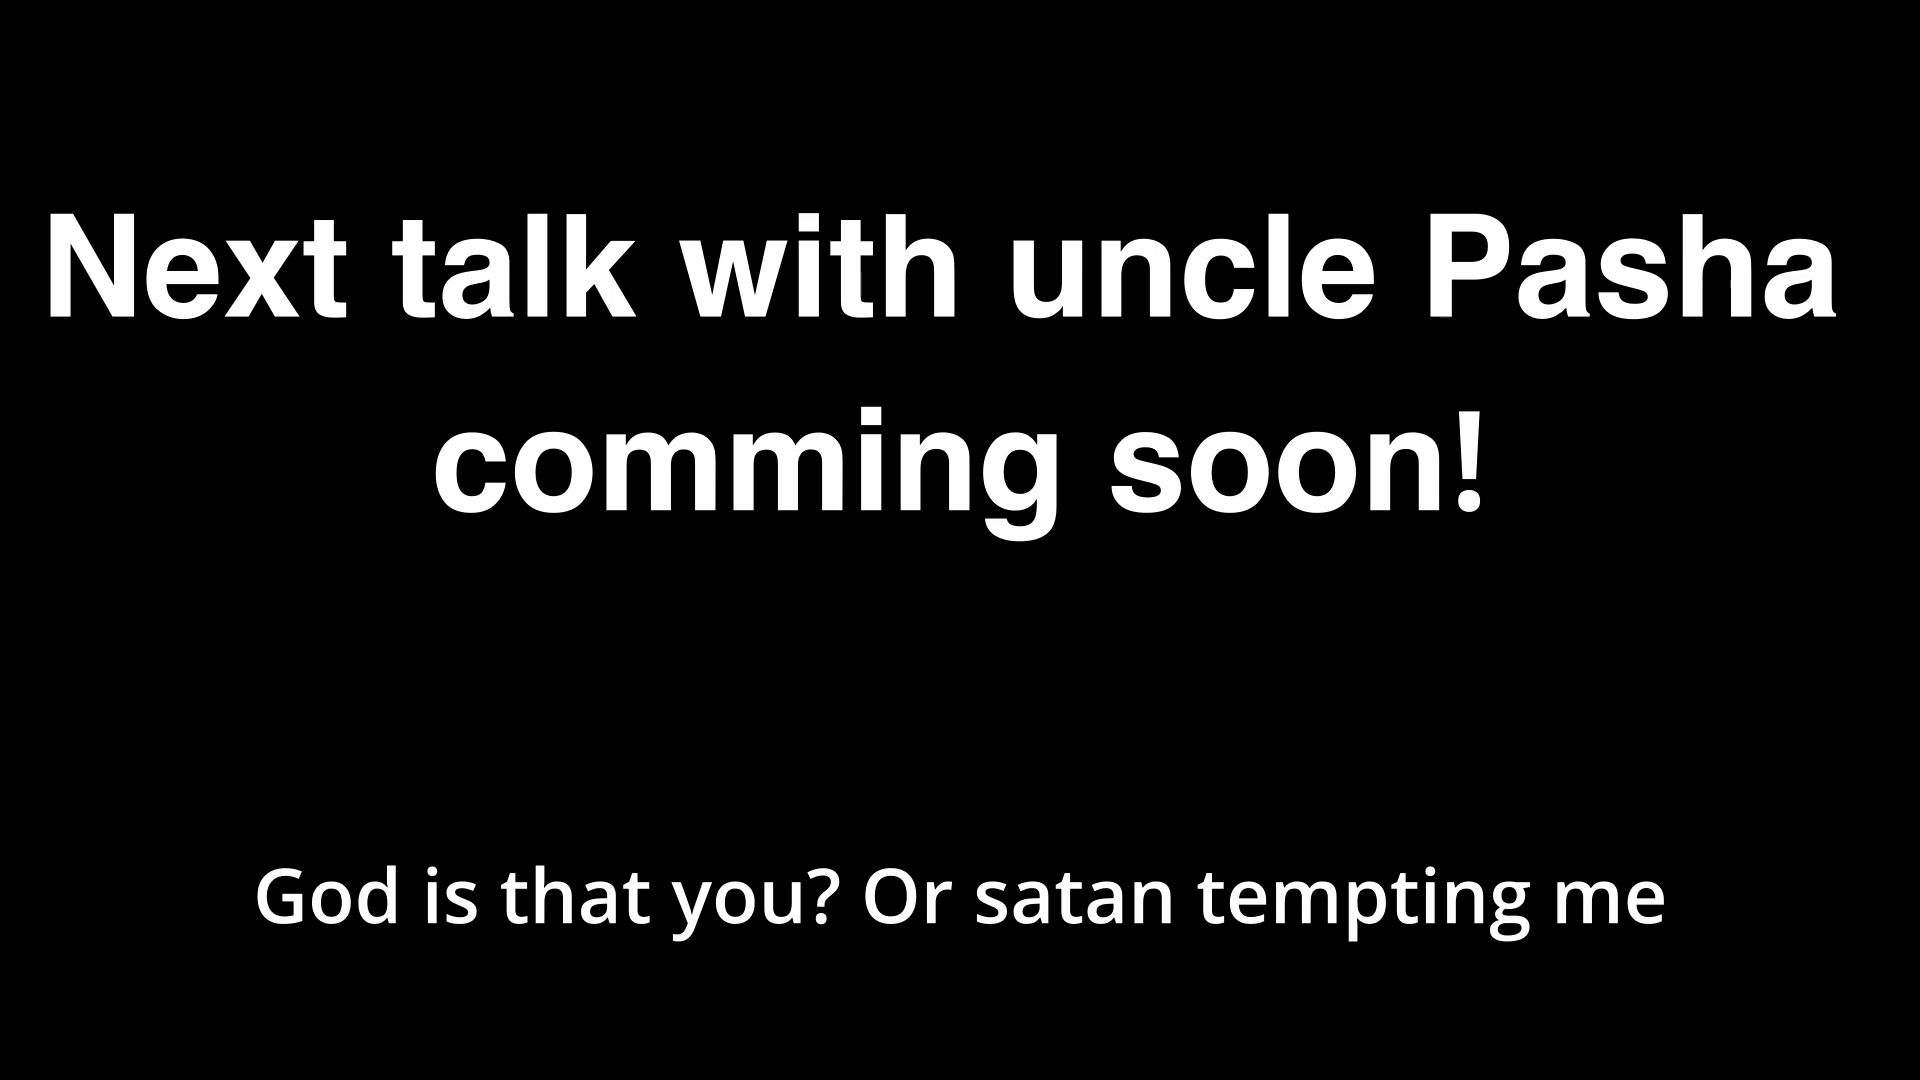 Next talk with uncle Pasha
comming soon!
God is that you? Or satan tempting me